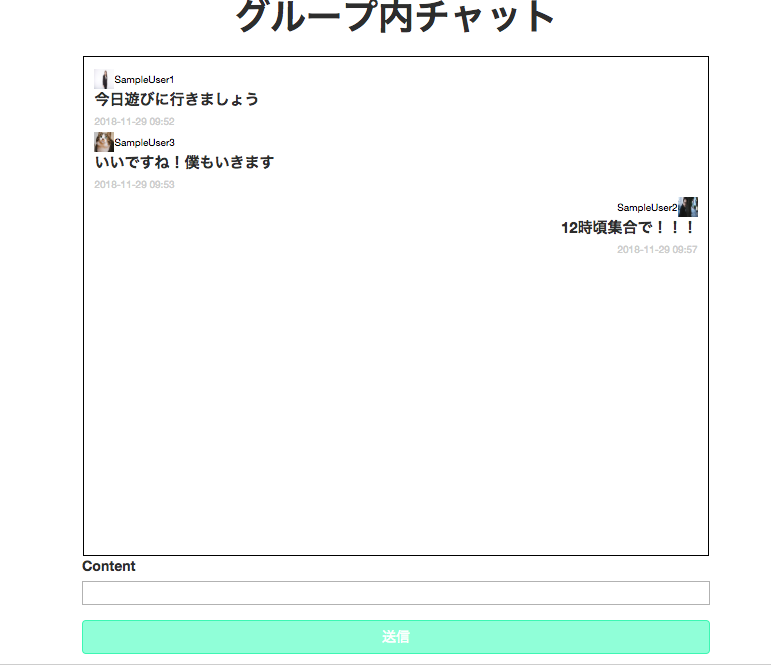 グループ内チャット
SampleUser1
今日遊びに行きましょう
2018-11-29 09:52
SampleUser3
いいですね！僕もいきます
2018-11-29 09:53
SampleUser2
12時頃集合で！！！
2018-11-29 09:57
Content
送信